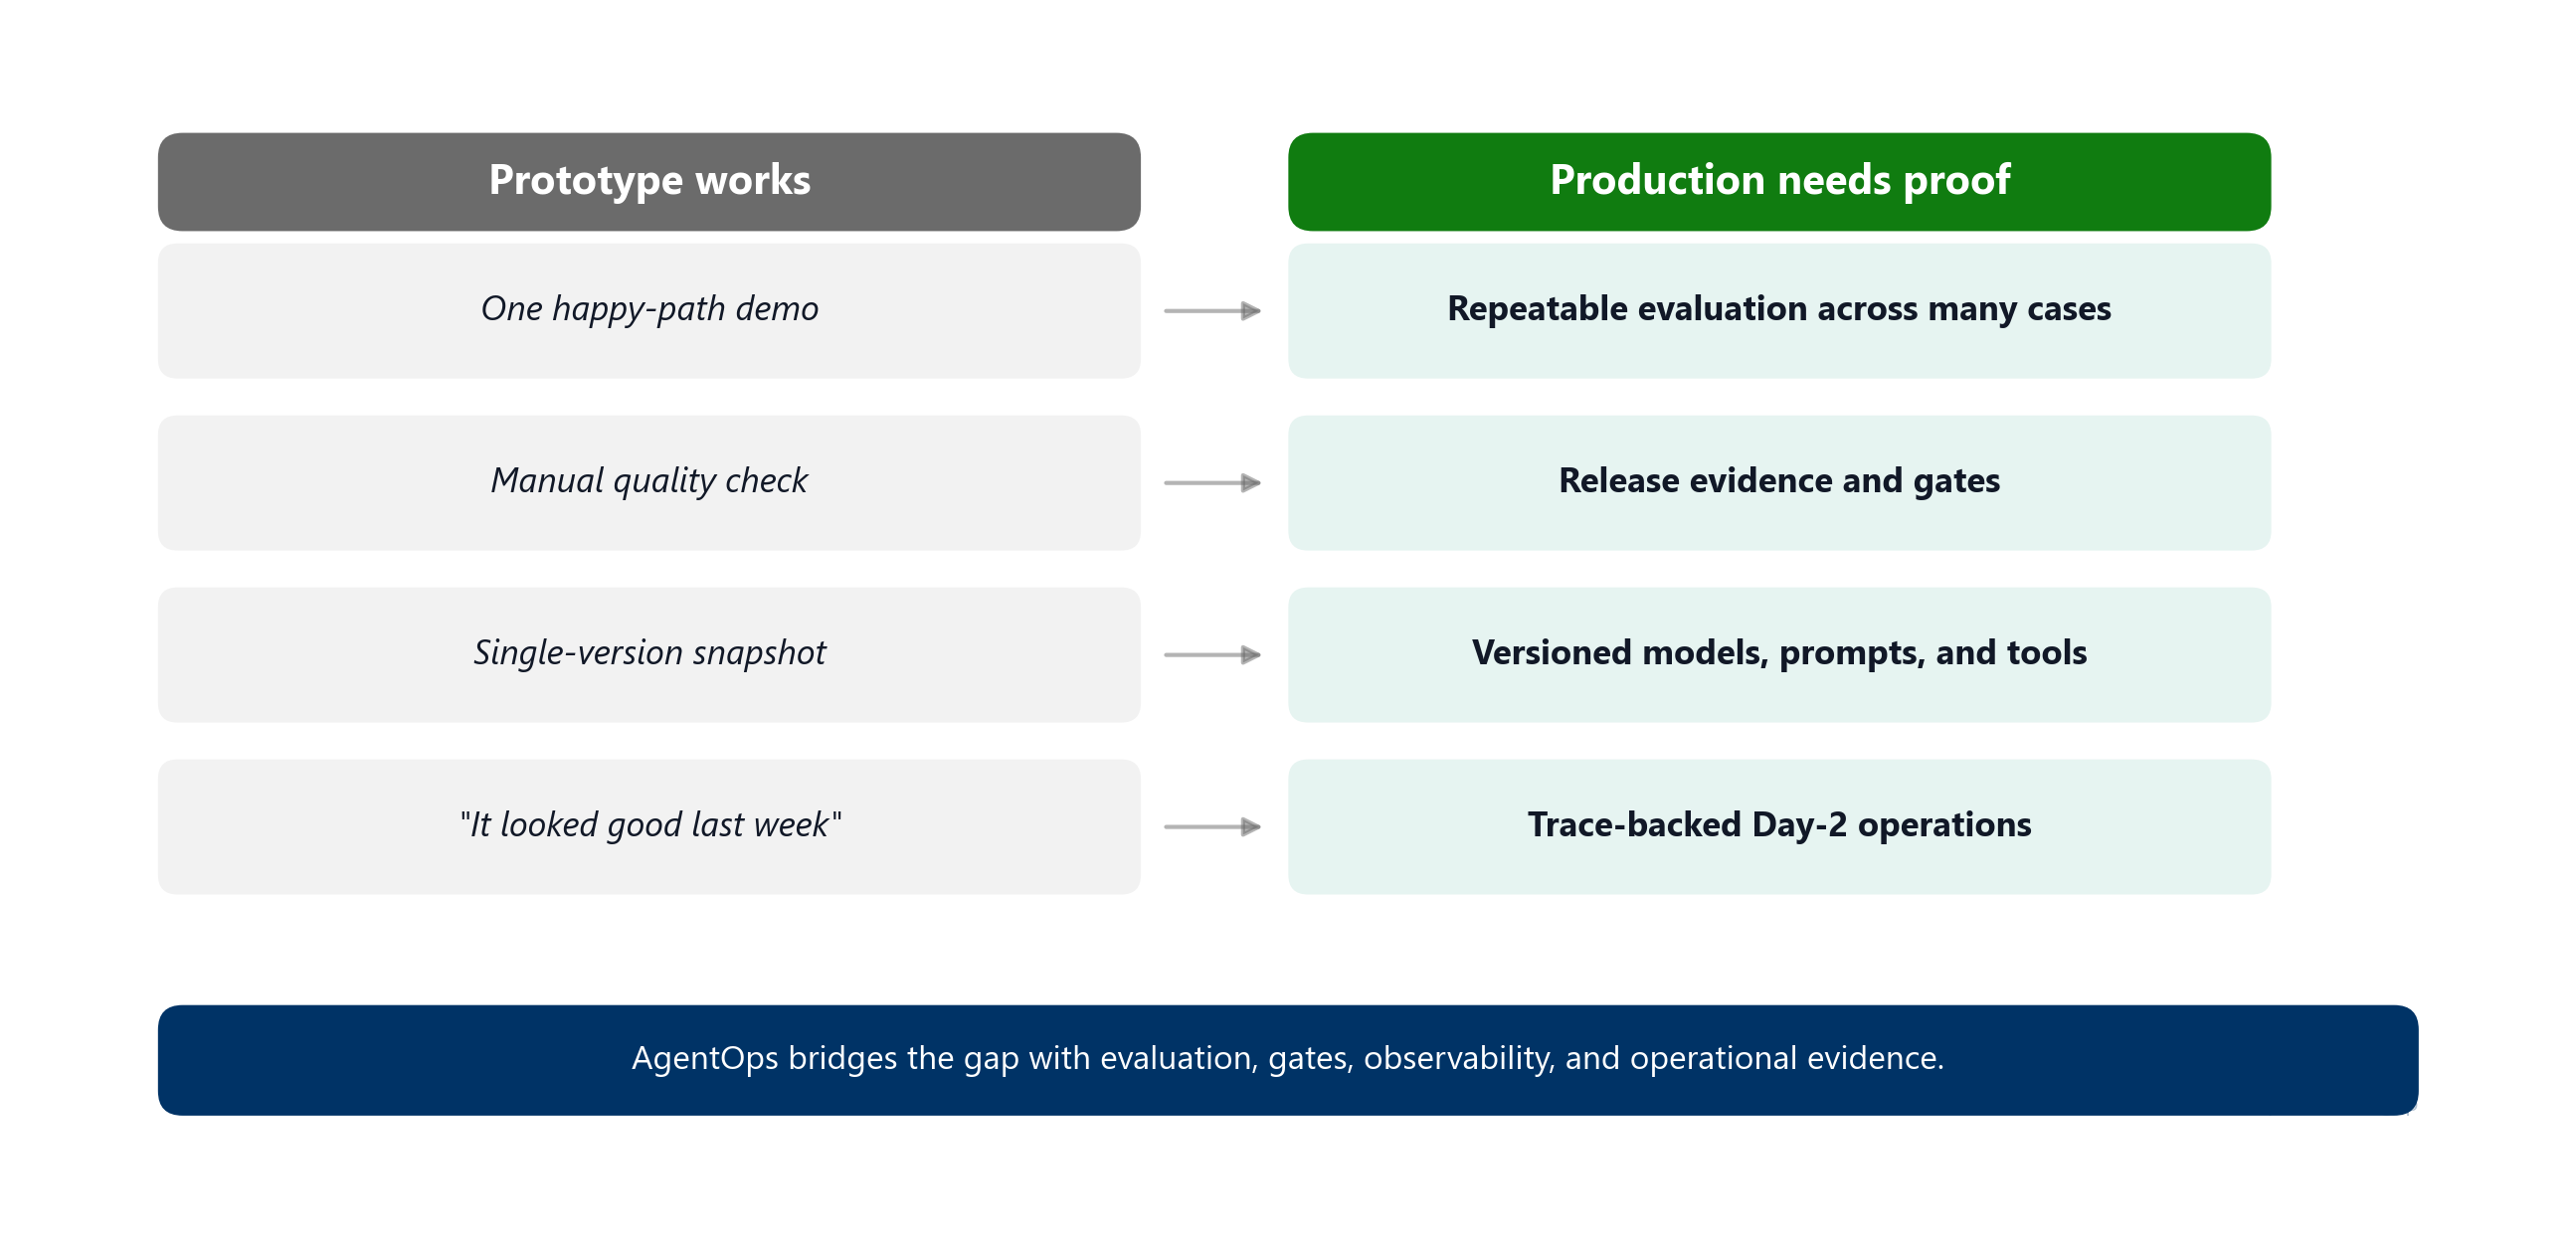 Prototype works
Production needs proof
One happy-path demo
Repeatable evaluation across many cases
Manual quality check
Release evidence and gates
Single-version snapshot
Versioned models, prompts, and tools
"It looked good last week"
Trace-backed Day-2 operations
AgentOps bridges the gap with evaluation, gates, observability, and operational evidence.